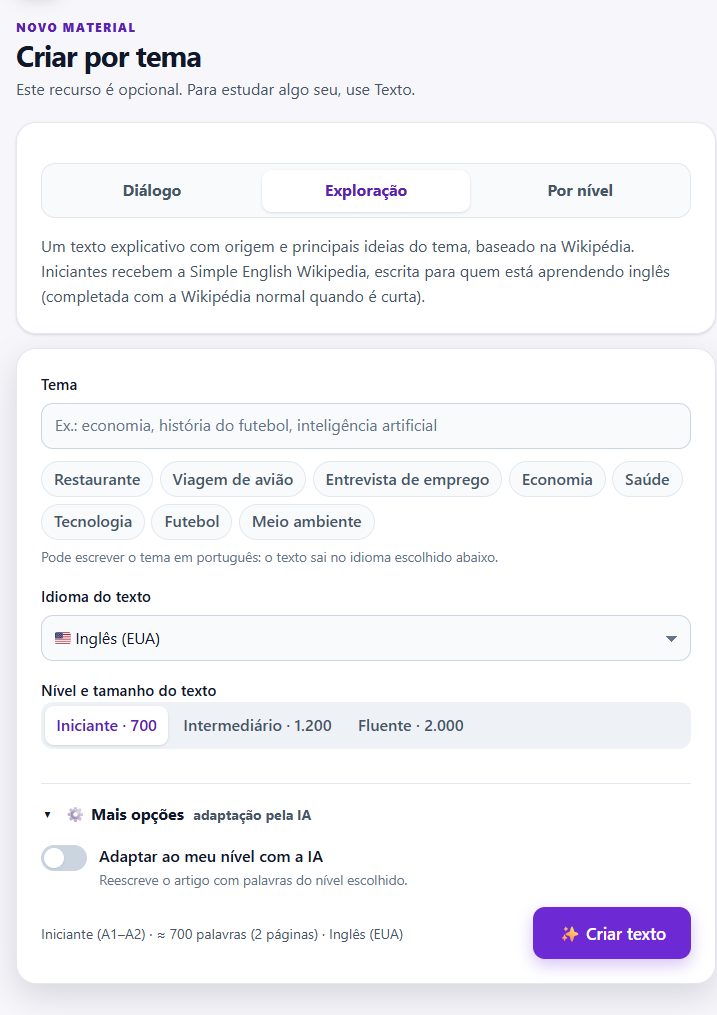 NOVO MATERIAL
Criar por tema
Este recurso é opcional. Para estudar algo seu, use Texto.
Diálogo
Exploração
Por nível
Um texto explicativo com origem e principais ideias do tema, baseado na Wikipédia.
Iniciantes recebem a Simple English Wikipedia, escrita para quem está aprendendo inglês
(completada com a Wikipédia normal quando é curta).
Tema
Ex.: economia, história do futebol, inteligência artificial
Restaurante
Viagem de avião
Entrevista de emprego
Economia
Saúde
Tecnologia
Futebol
Meio ambiente
Pode escrever o tema em português: o texto sai no idioma escolhido abaixo.
Idioma do texto
Inglês (EUA)
Nível e tamanho do texto
Iniciante · 700
Intermediário · 1.200
Fluente · 2.000
Mais opções adaptação pela IA
Adaptar ao meu nível com a IA
Reescreve o artigo com palavras do nível escolhido.
Iniciante (A1–A2) · ≈ 700 palavras (2 páginas) · Inglês (EUA)
✨ Criar texto